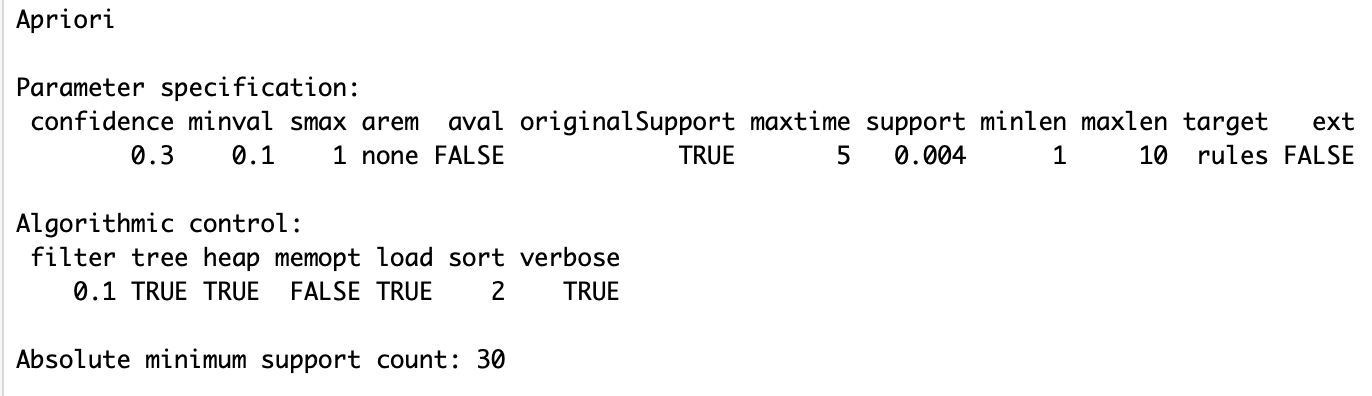 Apriori
Parameter specification:
confidence minval smax arem aval originalSupport maxtime support minlen maxlen target ext
0.3 0.1 1 none FALSE TRUE 5 0.004 1 10 rules FALSE
Algorithmic control:
filter tree heap memopt load sort verbose
0.1 TRUE TRUE FALSE TRUE 2 TRUE
Absolute minimum support count: 30